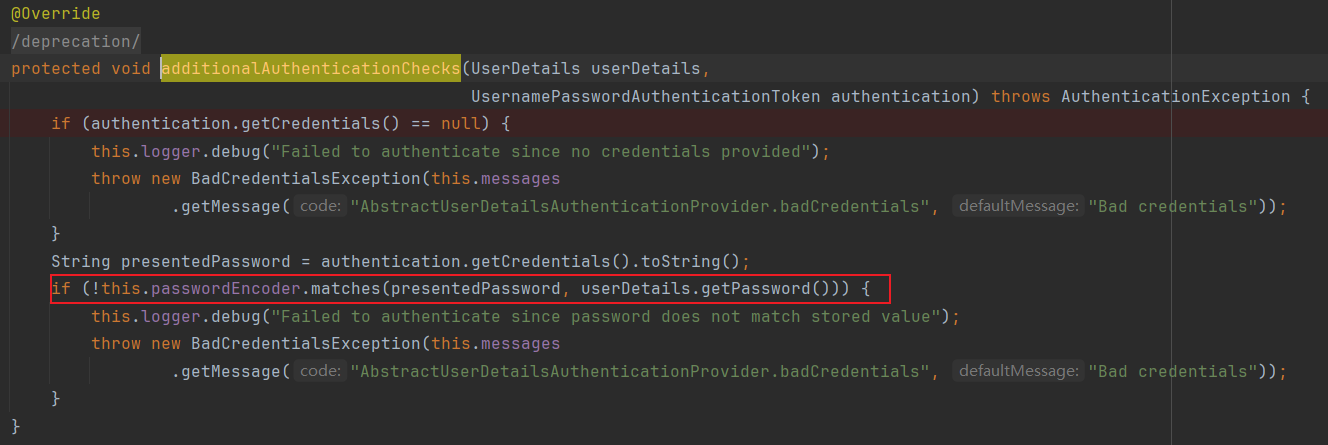 @Override
/deprecation/
protected void additionalAuthenticationChecks(UserDetails userDetails,
UsernamePasswordAuthenticationToken authentication) throws AuthenticationException {
if (authentication.getCredentials() == null) {
this.logger.debug("Failed to authenticate since no credentials provided");
throw new BadCredentialsException(this.messages
.getMessage( code: "AbstractUserDetailsAuthenticationProvider.badCredentials", defaultMessage: "Bad credentials"));
}
String presentedPassword = authentication.getCredentials().toString();
if (!this.passwordEncoder.matches(presentedPassword, userDetails.getPassword())) {
this.logger.debug("Failed to authenticate since password does not match stored value");
throw new BadCredentialsException(this.messages
.getMessage( code: "AbstractUserDetailsAuthenticationProvider.badCredentials", defaultMessage: "Bad credentials"));
}
}